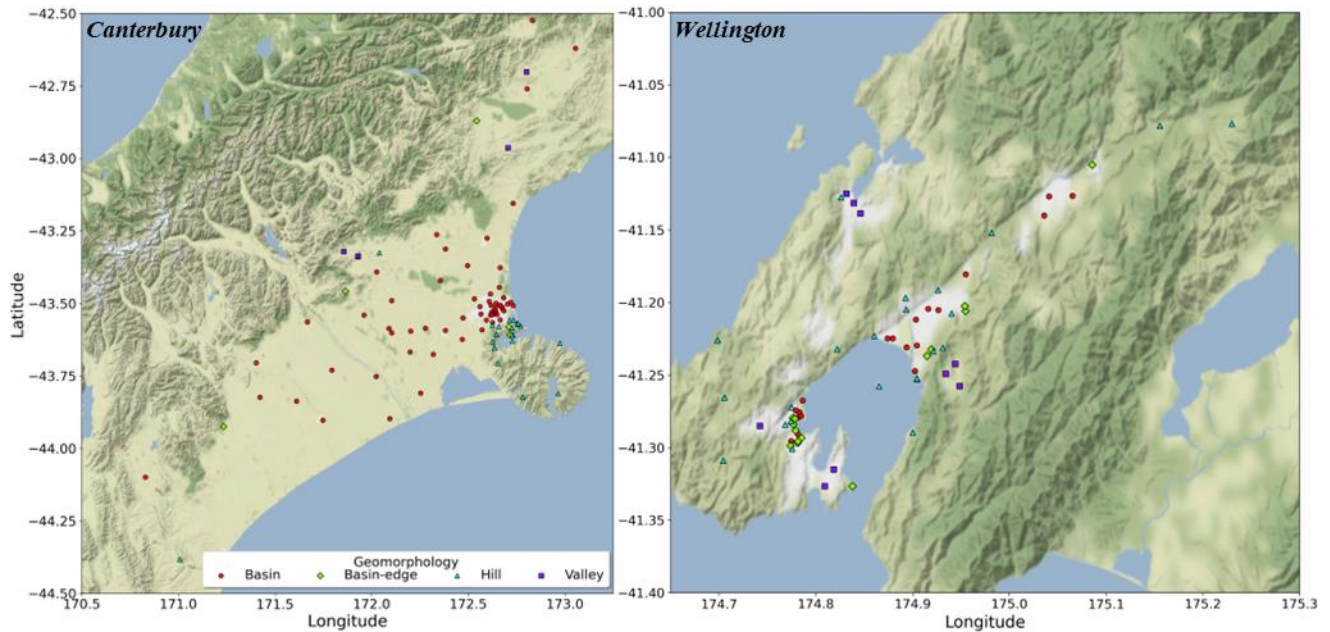 Canterbury
−42.50
−42.75
−43.00
−43.25
−43.50
−43.75
−44.00
−44.25
−44.50
Latitude
170.5 171.0 171.5 172.0 172.5 173.0
Longitude
Geomorphology
Basin Basin-edge Hill Valley
Wellington
−41.00
−41.05
−41.10
−41.15
−41.20
−41.25
−41.30
−41.35
−41.40
174.7 174.8 174.9 175.0 175.1 175.2 175.3
Longitude